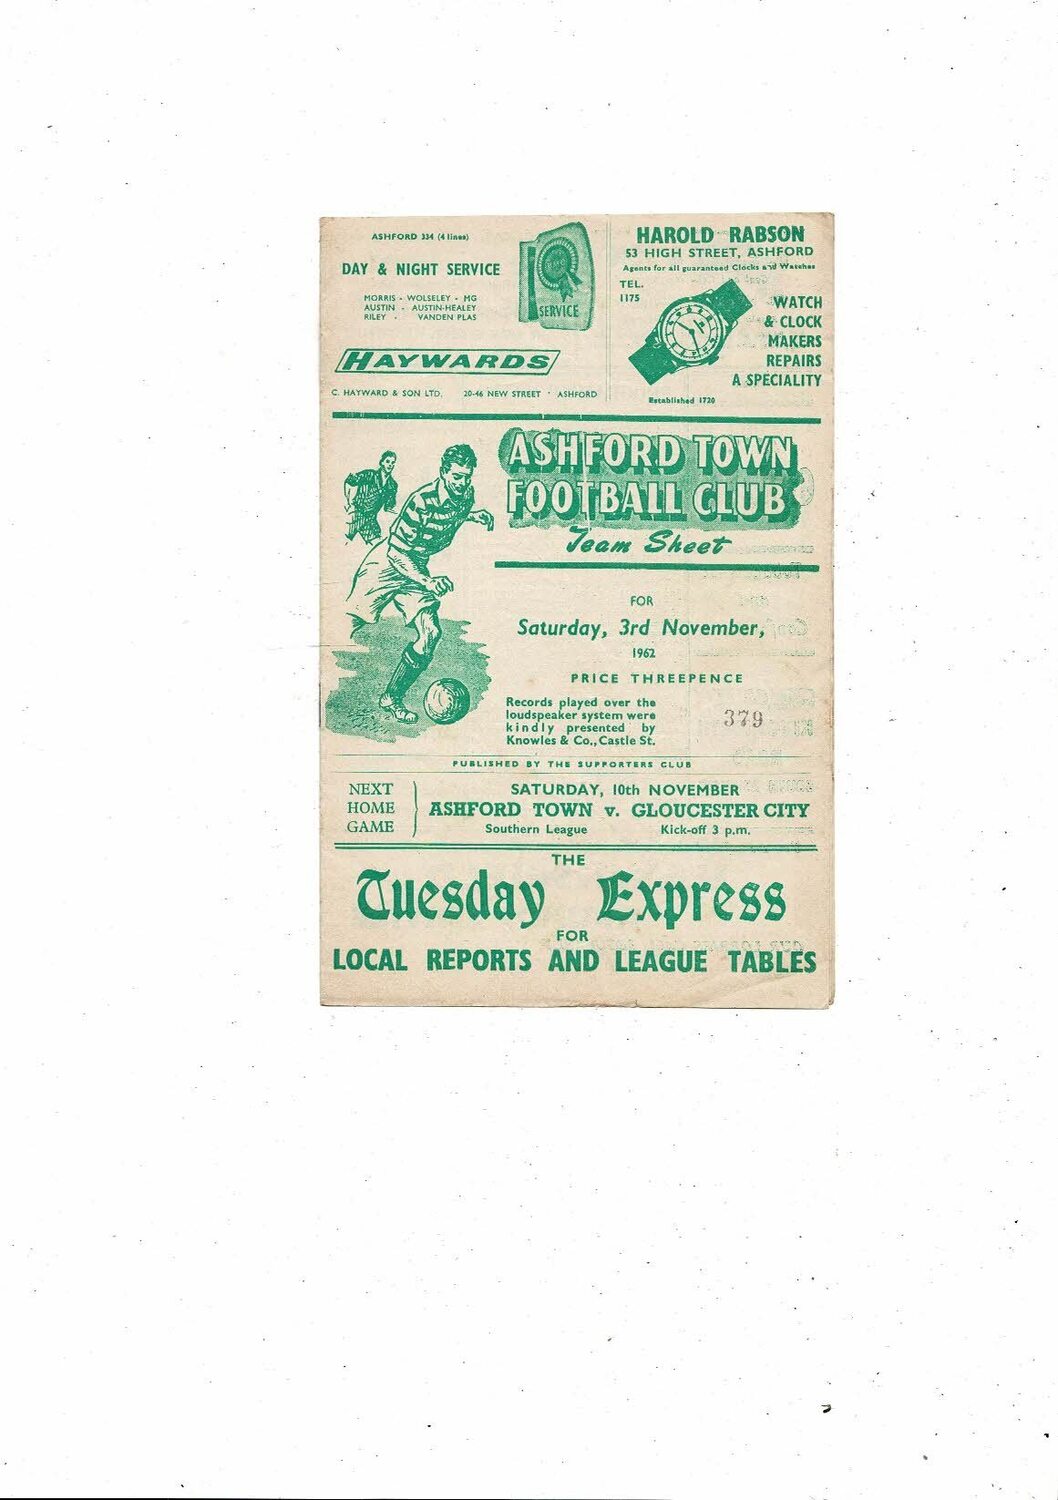 ASHFORD 334 (4 lines)
DAY & NIGHT SERVICE
MORRIS - WOLSELEY - MG
AUSTIN - AUSTIN-HEALEY
RILEY - VANDEN PLAS
SERVICE
HAYWARDS
C. HAYWARD & SON LTD. 20-46 NEW STREET · ASHFORD
HAROLD RABSON
53 HIGH STREET, ASHFORD
Agents for all guaranteed Clocks and Watches
TEL.
1175
WATCH
& CLOCK
MAKERS
REPAIRS
A SPECIALITY
Established 1720
ASHFORD TOWN
FOOTBALL CLUB
Team Sheet
FOR
Saturday, 3rd November,
1962
PRICE THREEPENCE
Records played over the
loudspeaker system were
kindly presented by
Knowles & Co., Castle St.
379
PUBLISHED BY THE SUPPORTERS CLUB
NEXT
HOME
GAME
SATURDAY, 10th NOVEMBER
ASHFORD TOWN v. GLOUCESTER CITY
Southern League Kick-off 3 p.m.
THE
Tuesday Express
FOR
LOCAL REPORTS AND LEAGUE TABLES